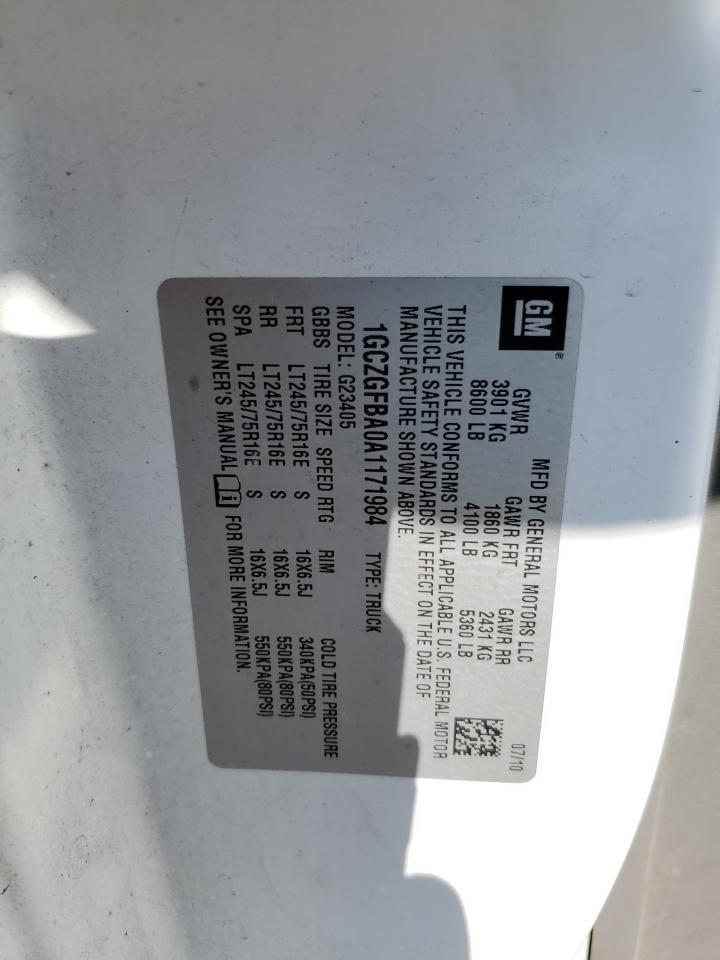 GM®
MFD BY GENERAL MOTORS LLC 07/10
GVWR GAWR FRT GAWR RR
3901 KG 1860 KG 2431 KG
8600 LB 4100 LB 5360 LB
THIS VEHICLE CONFORMS TO ALL APPLICABLE U.S. FEDERAL MOTOR
VEHICLE SAFETY STANDARDS IN EFFECT ON THE DATE OF
MANUFACTURE SHOWN ABOVE.
1GCZGFBA0A1171984 TYPE: TRUCK
MODEL: G23405
GBBS TIRE SIZE SPEED RTG RIM COLD TIRE PRESSURE
FRT LT245/75R16E S 16X6.5J 340KPA(50PSI)
RR LT245/75R16E S 16X6.5J 550KPA(80PSI)
SPA LT245/75R16E S 16X6.5J 550KPA(80PSI)
SEE OWNER'S MANUAL i FOR MORE INFORMATION.